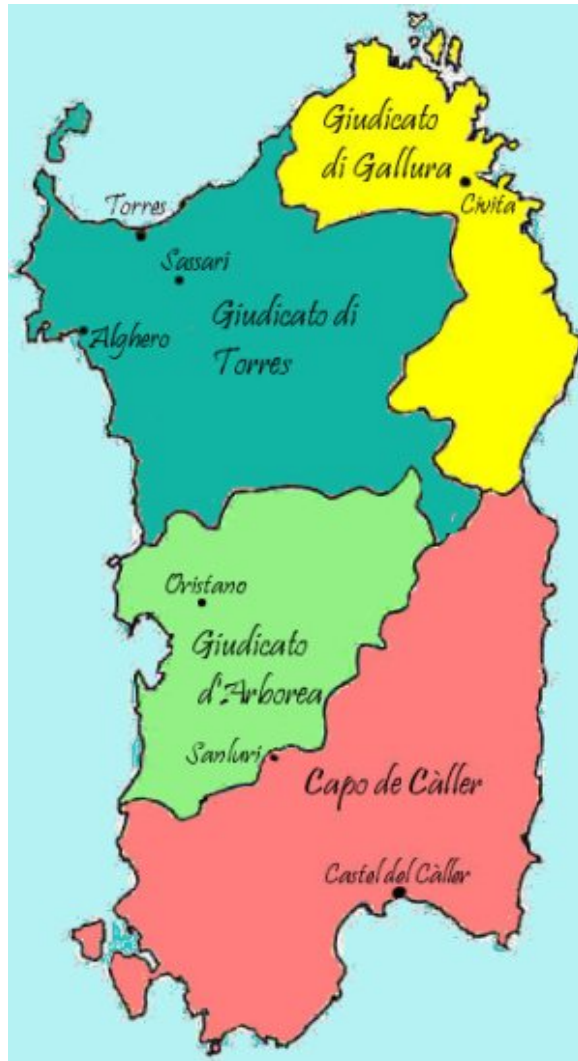 Giudicato
di Gallura
Civita
Torres
Sassari
Giudicato di
Torres
Alghero
Oristano
Giudicato
d'Arborea
Sanluri
Capo de Càller
Castel del Càller